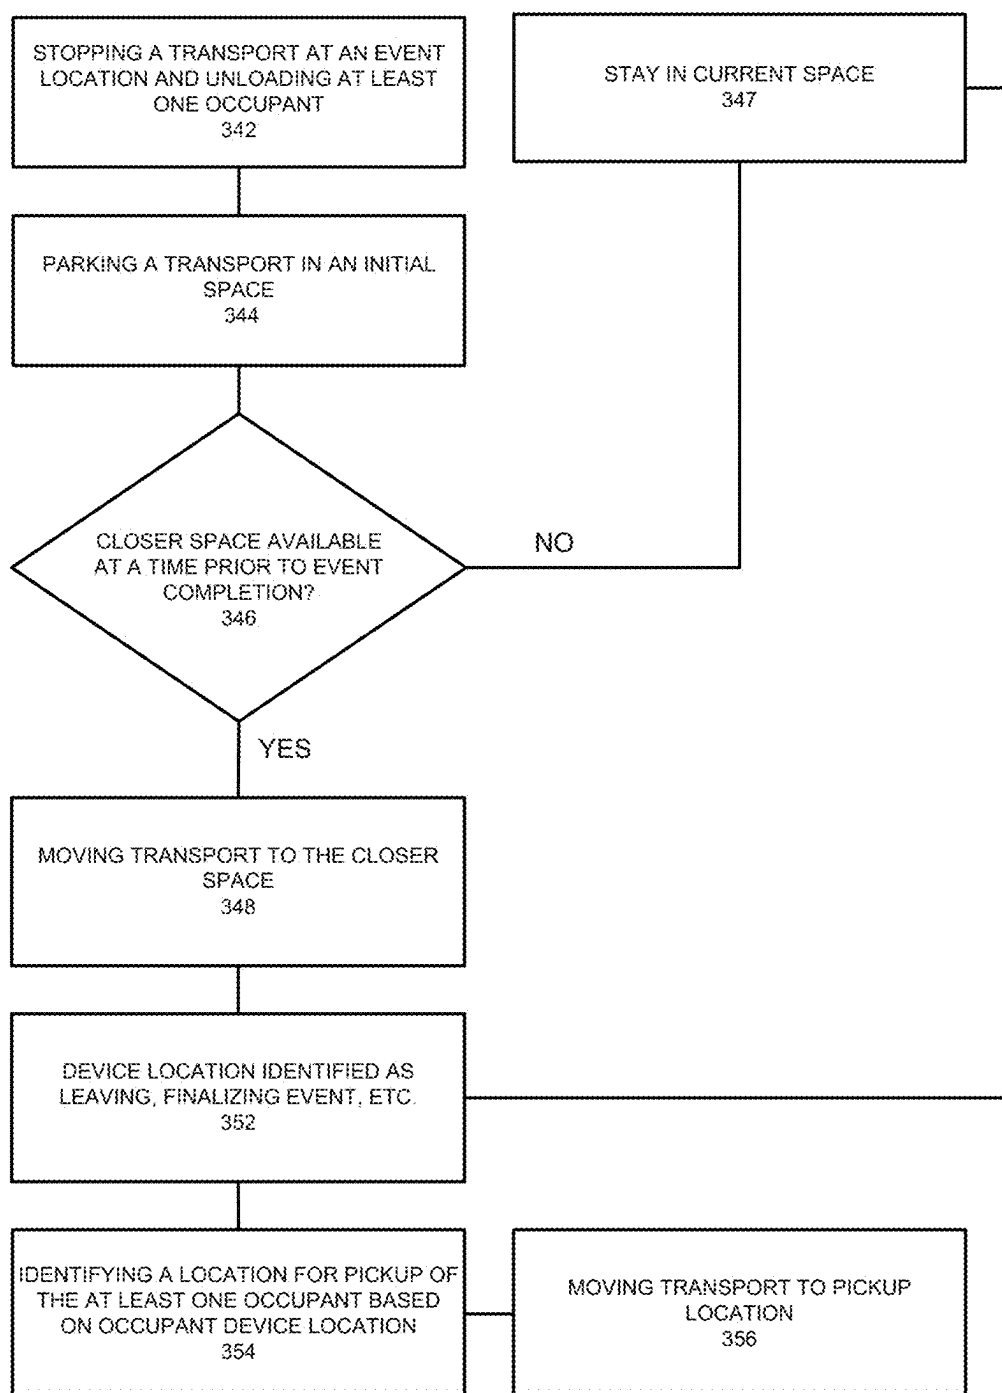 STOPPING A TRANSPORT AT AN EVENT
LOCATION AND UNLOADING AT LEAST
ONE OCCUPANT
342
STAY IN CURRENT SPACE
347
PARKING A TRANSPORT IN AN INITIAL
SPACE
344
CLOSER SPACE AVAILABLE
AT A TIME PRIOR TO EVENT
COMPLETION?
346
NO
YES
MOVING TRANSPORT TO THE CLOSER
SPACE
348
DEVICE LOCATION IDENTIFIED AS
LEAVING, FINALIZING EVENT, ETC.
352
IDENTIFYING A LOCATION FOR PICKUP OF
THE AT LEAST ONE OCCUPANT BASED
ON OCCUPANT DEVICE LOCATION
354
MOVING TRANSPORT TO PICKUP
LOCATION
356